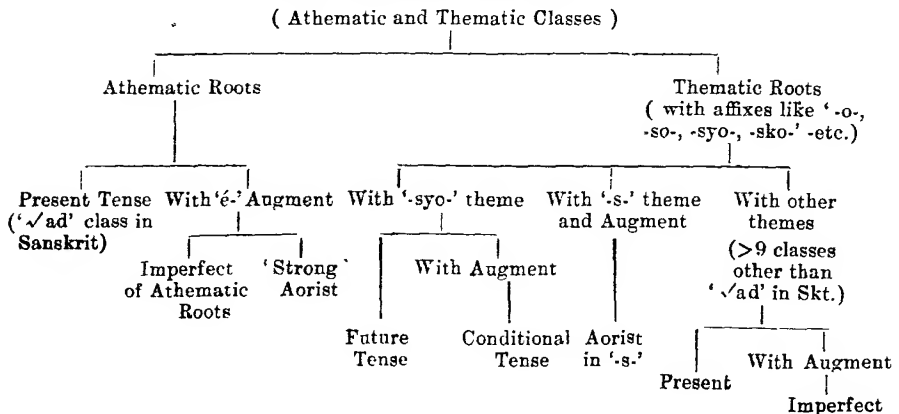 ( Athematic and Thematic Classes )
Athematic Roots
Thematic Roots
( with affixes like ‘ -o-,
-so-, -syo-, -sko-’ -etc.)
Present Tense
(‘√ad’ class in
Sanskrit)
With ‘é-’ Augment
With ‘-syo-’ theme
With ‘-s-’ theme
and Augment
With other
themes
(>9 classes
other than
‘ √ad’ in Skt.)
Imperfect
of Athematic
Roots
‘ Strong ’
Aorist
With Augment
Future
Tense
Conditional
Tense
Aorist
in ‘-s-’
Present
With Augment
Imperfect